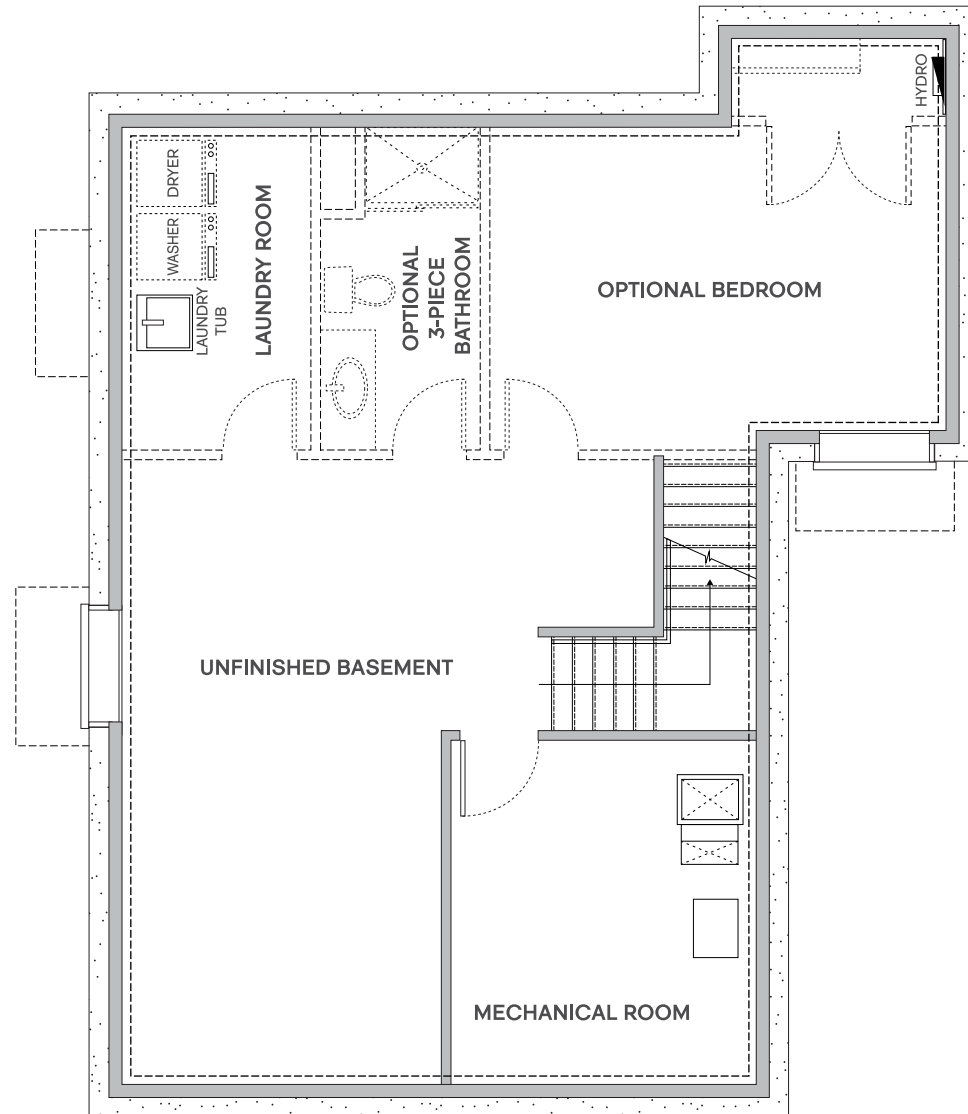 HYDRO
DRYER
WASHER
LAUNDRY
TUB
LAUNDRY ROOM
OPTIONAL
3-PIECE
BATHROOM
OPTIONAL BEDROOM
UNFINISHED BASEMENT
MECHANICAL ROOM